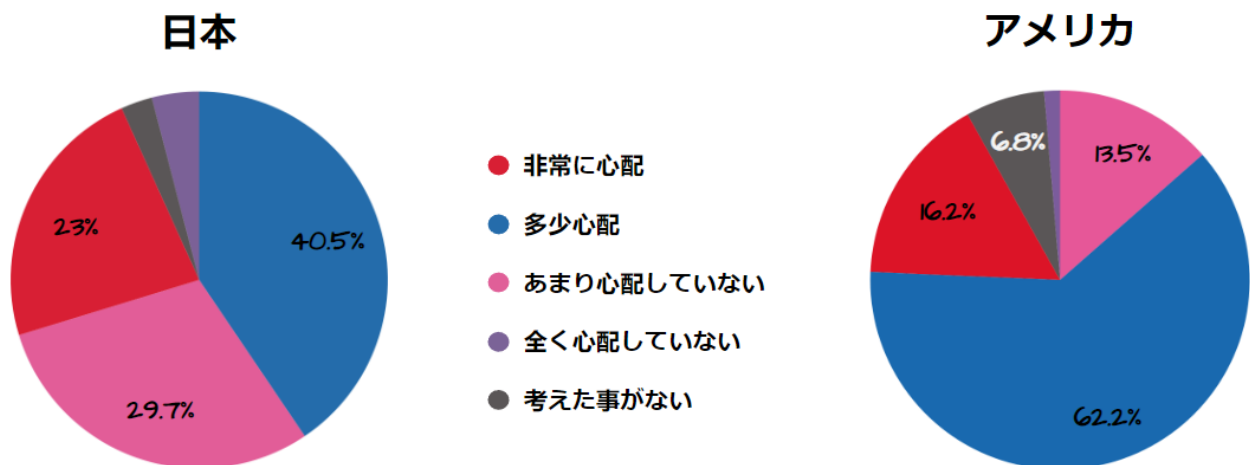 日本
アメリカ
23%
40.5%
29.7%
非常に心配
多少心配
あまり心配していない
全く心配していない
考えた事がない
6.8%
13.5%
16.2%
62.2%